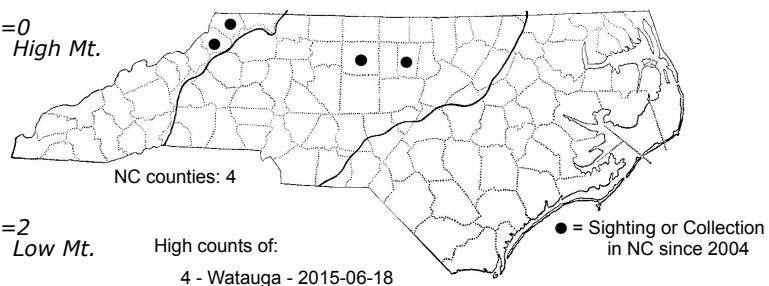 =0
High Mt.
NC counties: 4
=2
Low Mt.
High counts of:
4 - Watauga - 2015-06-18
● = Sighting or Collection
in NC since 2004